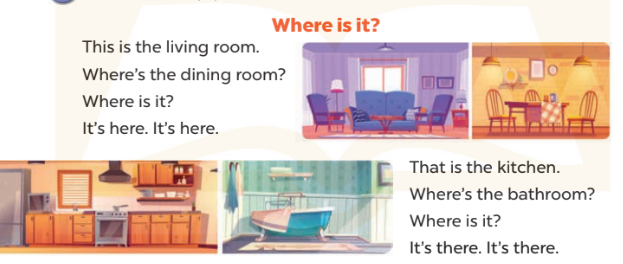 Where is it?
This is the living room.
Where's the dining room?
Where is it?
It's here. It's here.
That is the kitchen.
Where's the bathroom?
Where is it?
It's there. It's there.